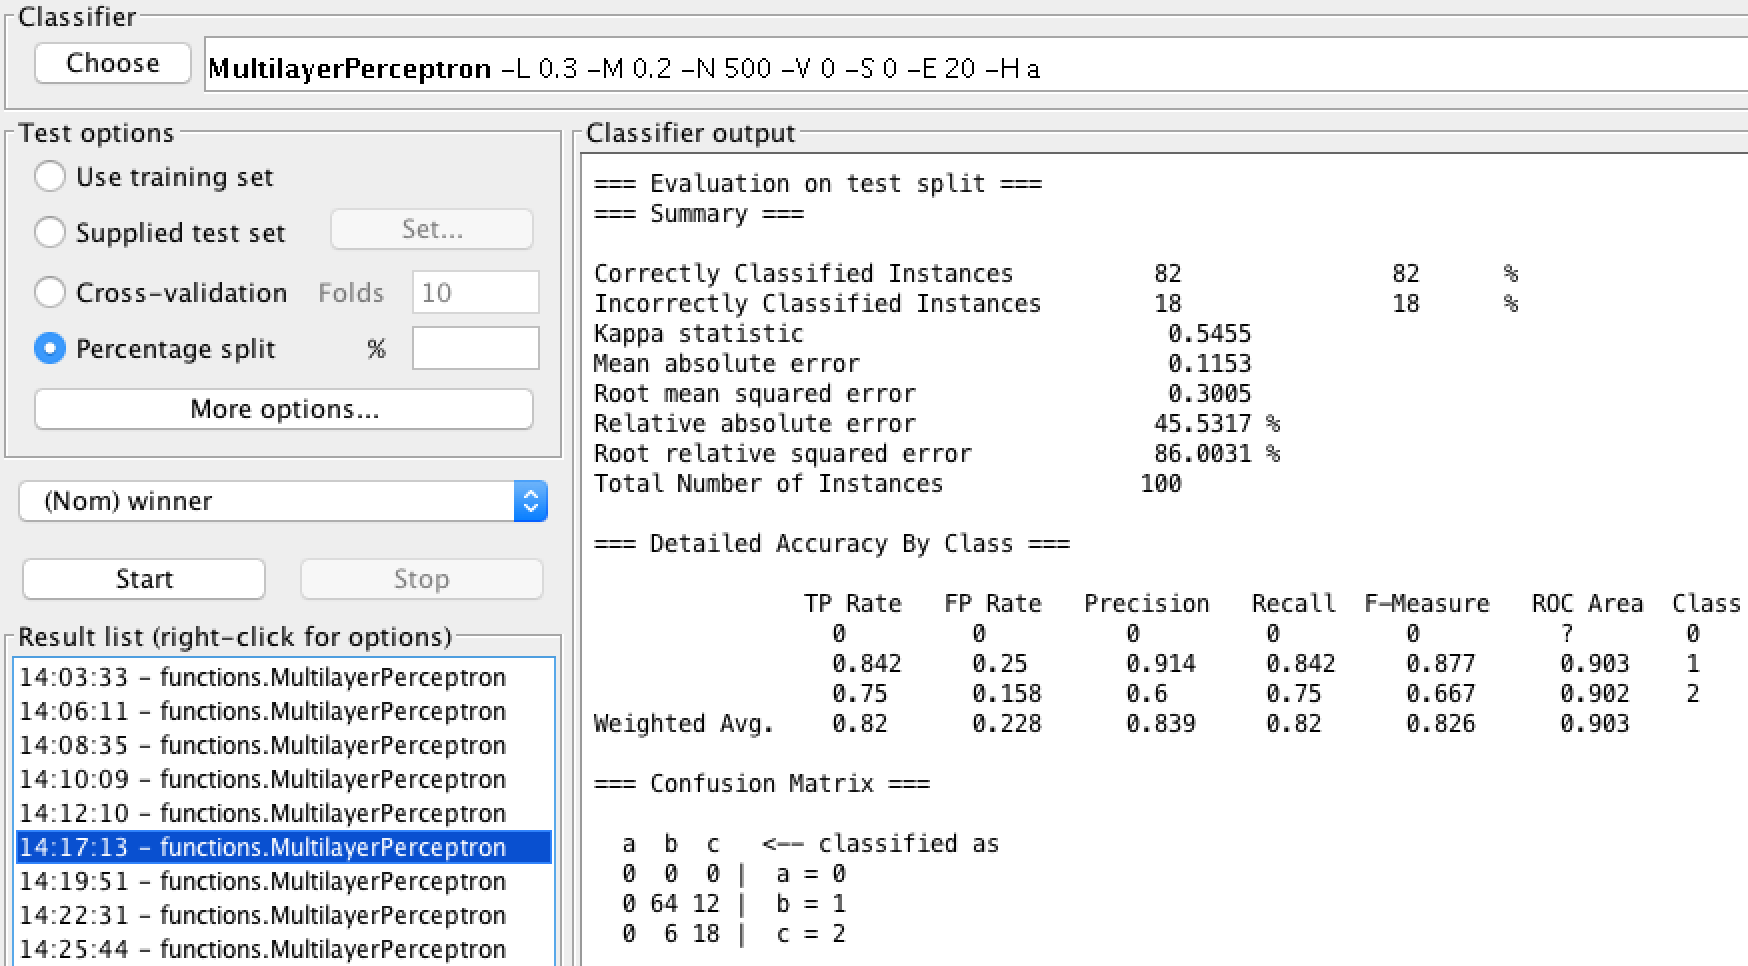 Classifier
Choose
MultilayerPerceptron –L 0.3 –M 0.2 –N 500 –V 0 –S 0 –E 20 –H a
Test options
Use training set
Supplied test set Set...
Cross-validation Folds 10
Percentage split %
More options...
(Nom) winner
Start Stop
Result list (right-click for options)
14:03:33 – functions.MultilayerPerceptron
14:06:11 – functions.MultilayerPerceptron
14:08:35 – functions.MultilayerPerceptron
14:10:09 – functions.MultilayerPerceptron
14:12:10 – functions.MultilayerPerceptron
14:17:13 – functions.MultilayerPerceptron
14:19:51 – functions.MultilayerPerceptron
14:22:31 – functions.MultilayerPerceptron
14:25:44 – functions.MultilayerPerceptron
Classifier output
=== Evaluation on test split ===
=== Summary ===
Correctly Classified Instances 82 82 %
Incorrectly Classified Instances 18 18 %
Kappa statistic 0.5455
Mean absolute error 0.1153
Root mean squared error 0.3005
Relative absolute error 45.5317 %
Root relative squared error 86.0031 %
Total Number of Instances 100
=== Detailed Accuracy By Class ===
TP Rate FP Rate Precision Recall F-Measure ROC Area Class
0 0 0 0 0 ? 0
0.842 0.25 0.914 0.842 0.877 0.903 1
0.75 0.158 0.6 0.75 0.667 0.902 2
Weighted Avg. 0.82 0.228 0.839 0.82 0.826 0.903
=== Confusion Matrix ===
a b c <-- classified as
0 0 0 | a = 0
0 64 12 | b = 1
0 6 18 | c = 2